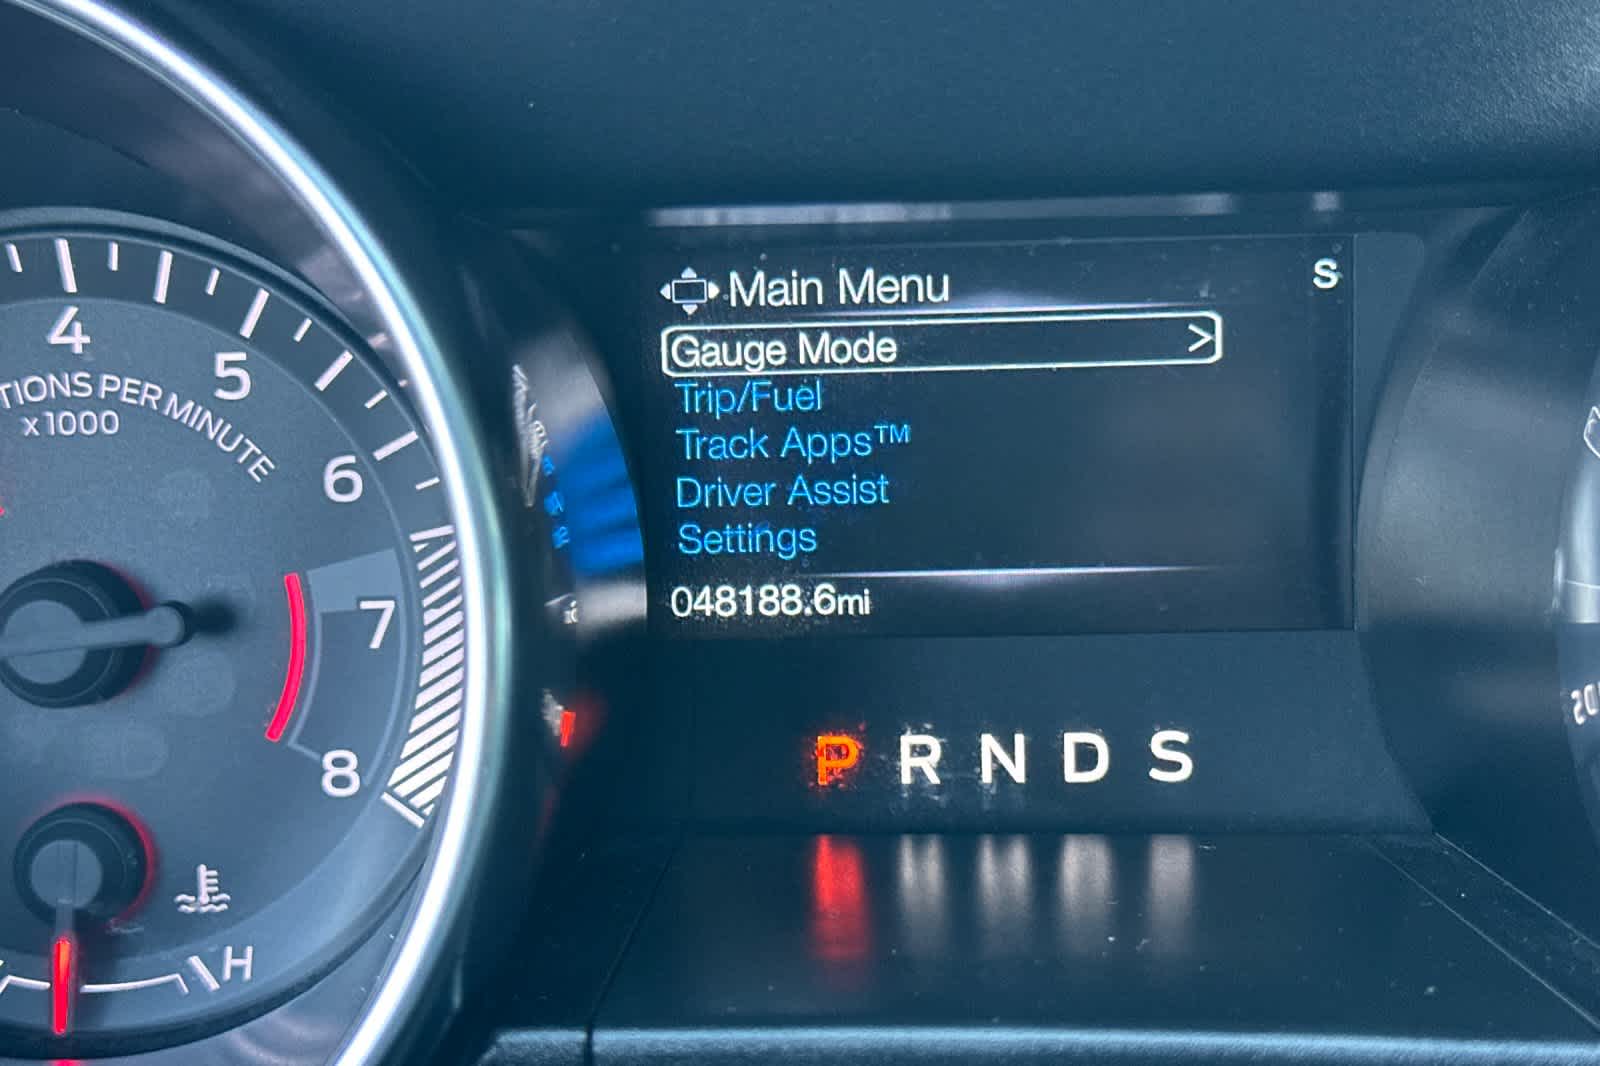 4
5
6
7
8
TIONS PER MINUTE
x1000
H
Main Menu
S
Gauge Mode >
Trip/Fuel
Track Apps™
Driver Assist
Settings
048188.6mi
P R N D S